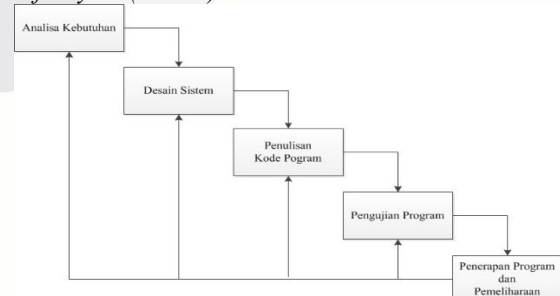 Analisa Kebutuhan
Desain Sistem
Penulisan
Kode Pogram
Pengujian Program
Penerapan Program
dan
Pemeliharaan